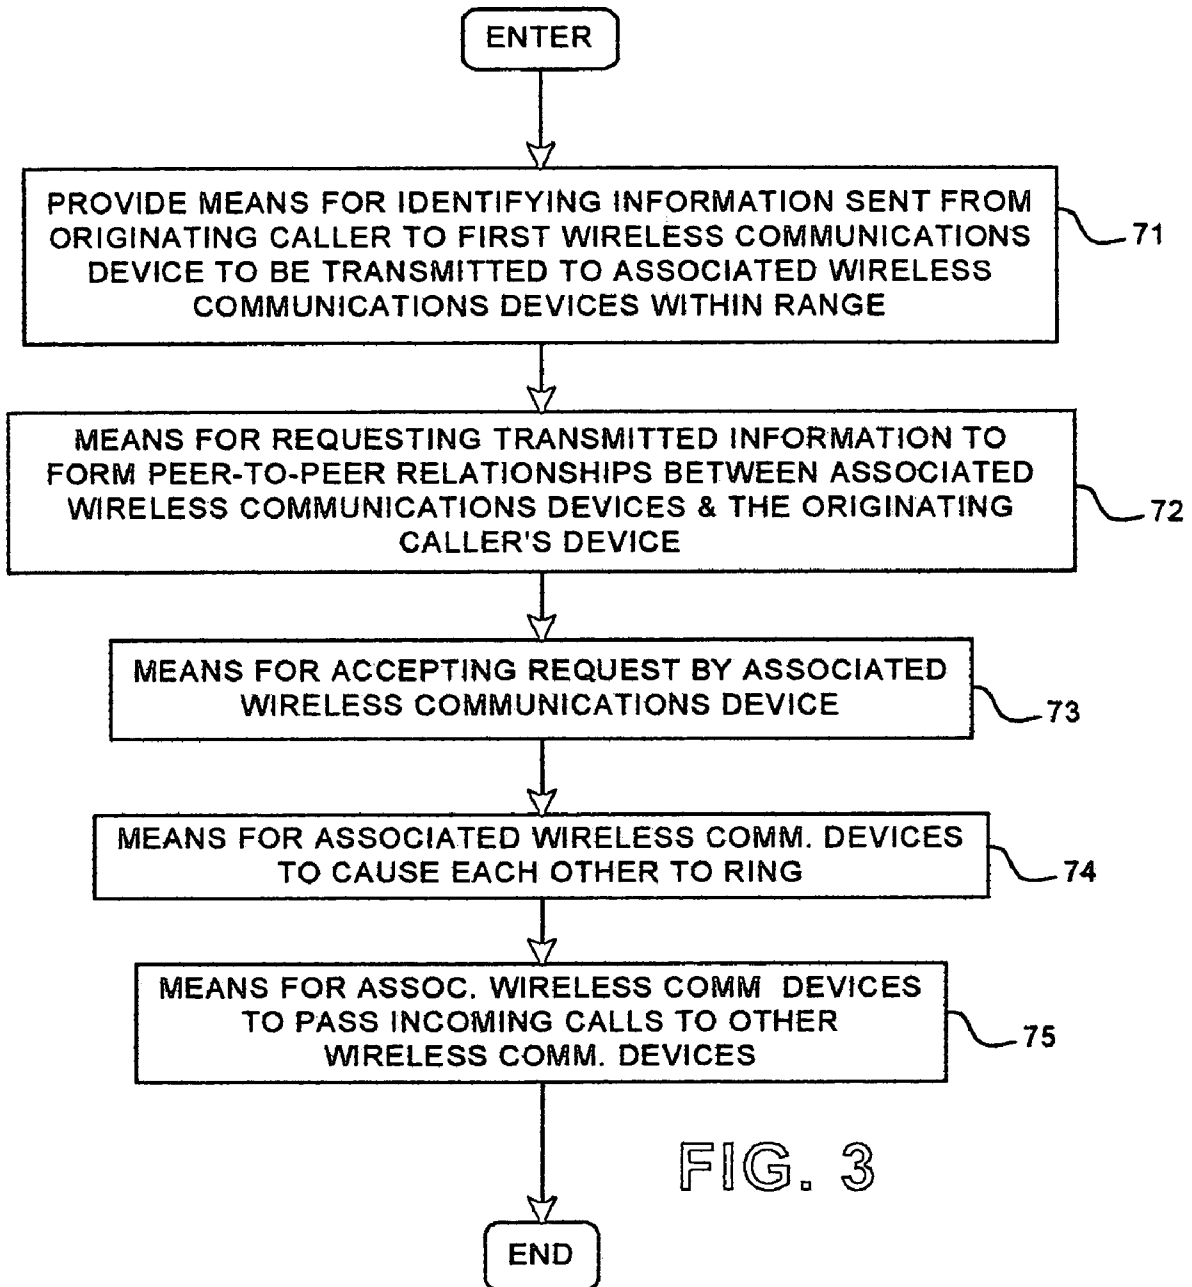 ENTER
PROVIDE MEANS FOR IDENTIFYING INFORMATION SENT FROM
ORIGINATING CALLER TO FIRST WIRELESS COMMUNICATIONS
DEVICE TO BE TRANSMITTED TO ASSOCIATED WIRELESS
COMMUNICATIONS DEVICES WITHIN RANGE
71
MEANS FOR REQUESTING TRANSMITTED INFORMATION TO
FORM PEER-TO-PEER RELATIONSHIPS BETWEEN ASSOCIATED
WIRELESS COMMUNICATIONS DEVICES & THE ORIGINATING
CALLER'S DEVICE
72
MEANS FOR ACCEPTING REQUEST BY ASSOCIATED
WIRELESS COMMUNICATIONS DEVICE
73
MEANS FOR ASSOCIATED WIRELESS COMM. DEVICES
TO CAUSE EACH OTHER TO RING
74
MEANS FOR ASSOC. WIRELESS COMM DEVICES
TO PASS INCOMING CALLS TO OTHER
WIRELESS COMM. DEVICES
75
FIG. 3
END